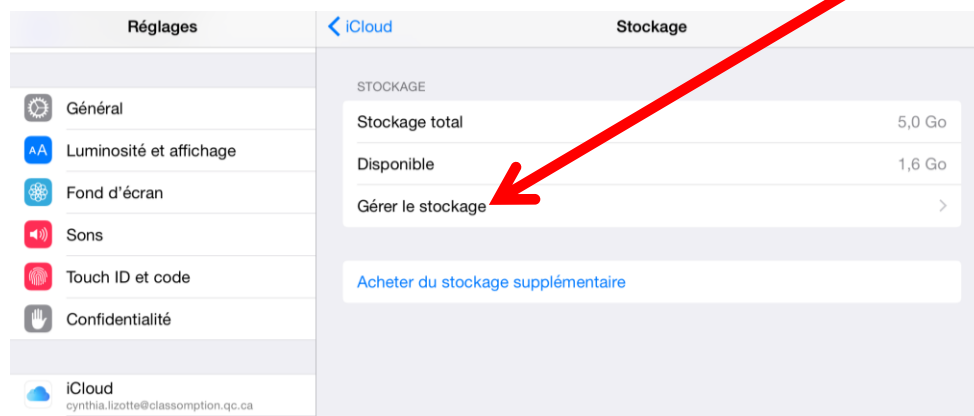 Réglages
Général
Luminosité et affichage
Fond d'écran
Sons
Touch ID et code
Confidentialité
iCloud
cynthia.lizotte@classomption.qc.ca
iCloud
Stockage
STOCKAGE
Stockage total 5,0 Go
Disponible 1,6 Go
Gérer le stockage
Acheter du stockage supplémentaire